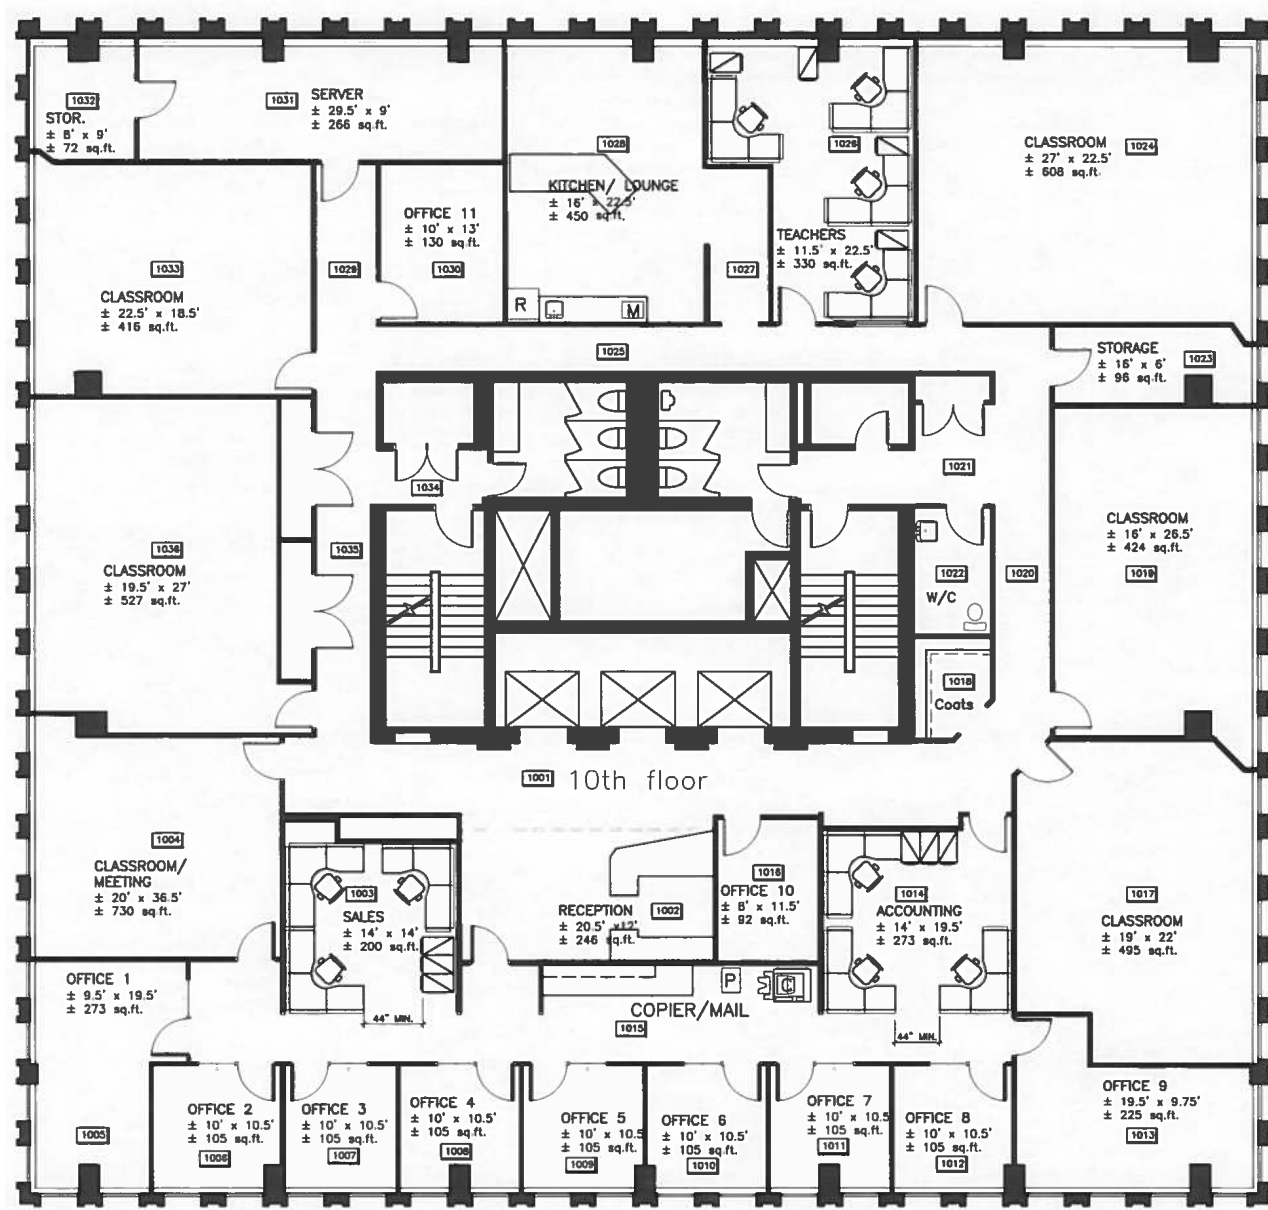 1032
STOR.
± 8' x 9'
± 72 sq.ft.
1031
SERVER
± 29.5' x 9'
± 266 sq.ft.
1028
KITCHEN/ LOUNGE
± 16' x 22.5'
± 450 sq.ft.
R
M
1026
TEACHERS
± 11.5' x 22.5'
± 330 sq.ft.
1027
CLASSROOM
± 27' x 22.5'
± 608 sq.ft.
1024
1033
CLASSROOM
± 22.5' x 18.5'
± 416 sq.ft.
1029
OFFICE 11
± 10' x 13'
± 130 sq.ft.
1030
1025
STORAGE
± 16' x 6'
± 96 sq.ft.
1023
1034
1021
1036
CLASSROOM
± 19.5' x 27'
± 527 sq.ft.
1035
1022
W/C
1020
CLASSROOM
± 16' x 26.5'
± 424 sq.ft.
1019
1018
Coats
1001
10th floor
1004
CLASSROOM/
MEETING
± 20' x 36.5'
± 730 sq.ft.
1003
SALES
± 14' x 14'
± 200 sq.ft.
44" MIN.
RECEPTION
± 20.5' x12'
± 246 sq.ft.
1002
1016
OFFICE 10
± 8' x 11.5'
± 92 sq.ft.
1014
ACCOUNTING
± 14' x 19.5'
± 273 sq.ft.
44" MIN.
1017
CLASSROOM
± 19' x 22'
± 495 sq.ft.
P
C
COPIER/MAIL
1015
OFFICE 1
± 9.5' x 19.5'
± 273 sq.ft.
1005
OFFICE 2
± 10' x 10.5'
± 105 sq.ft.
1006
OFFICE 3
± 10' x 10.5'
± 105 sq.ft.
1007
OFFICE 4
± 10' x 10.5'
± 105 sq.ft.
1008
OFFICE 5
± 10' x 10.5
± 105 sq.ft.
1009
OFFICE 6
± 10' x 10.5'
± 105 sq.ft.
1010
OFFICE 7
± 10' x 10.5
± 105 sq.ft.
1011
OFFICE 8
± 10' x 10.5'
± 105 sq.ft.
1012
OFFICE 9
± 19.5' x 9.75'
± 225 sq.ft.
1013